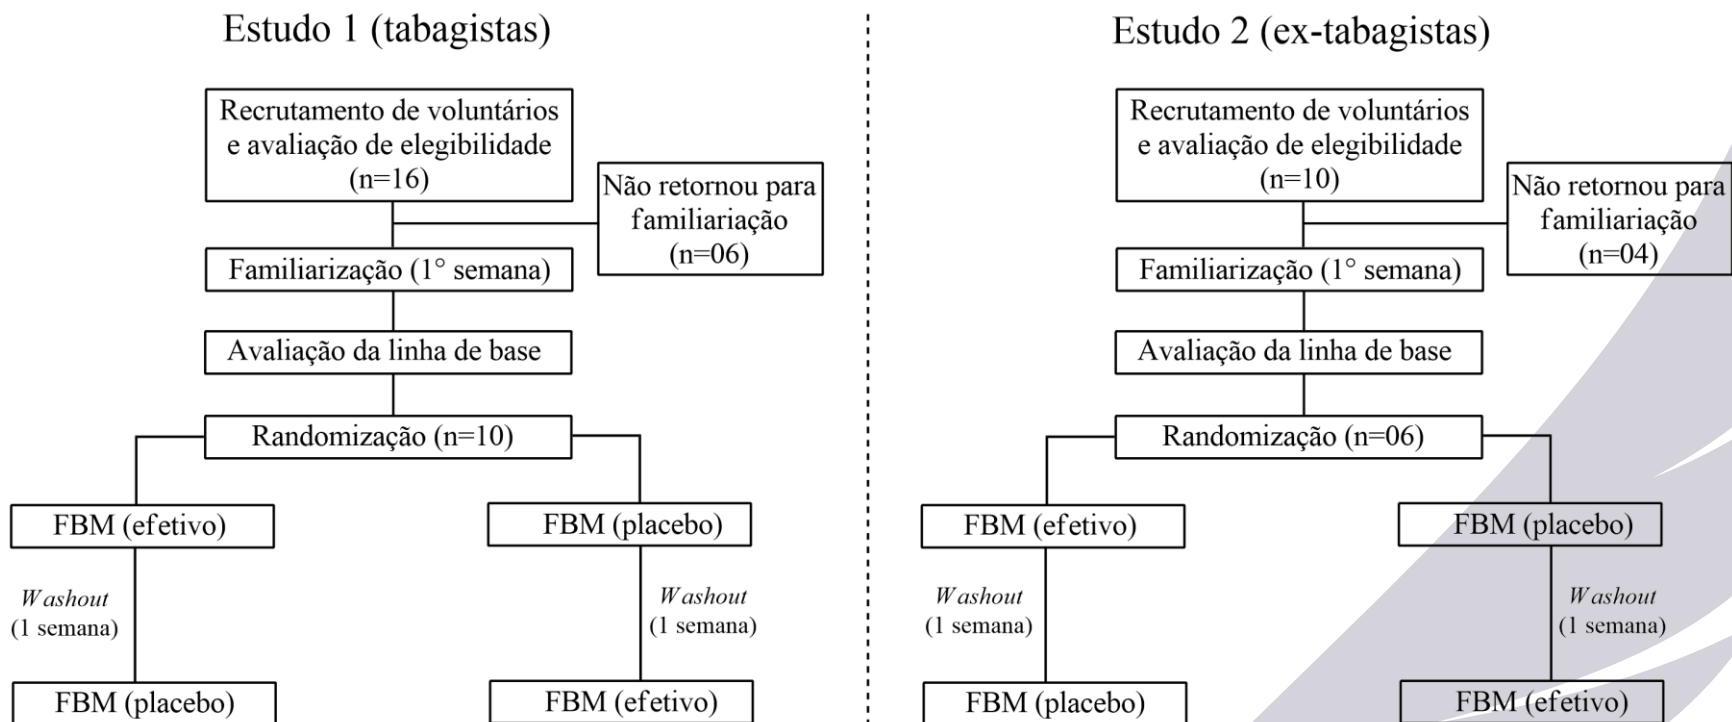 Estudo 1 (tabagistas)
Recrutamento de voluntários
e avaliação de elegibilidade
(n=16)
Não retornou para
familiariação
(n=06)
Familiarização (1° semana)
Avaliação da linha de base
Randomização (n=10)
FBM (efetivo)
FBM (placebo)
Washout
(1 semana)
Washout
(1 semana)
FBM (placebo)
FBM (efetivo)
Estudo 2 (ex-tabagistas)
Recrutamento de voluntários
e avaliação de elegibilidade
(n=10)
Não retornou para
familiariação
(n=04)
Familiarização (1° semana)
Avaliação da linha de base
Randomização (n=06)
FBM (efetivo)
FBM (placebo)
Washout
(1 semana)
Washout
(1 semana)
FBM (placebo)
FBM (efetivo)